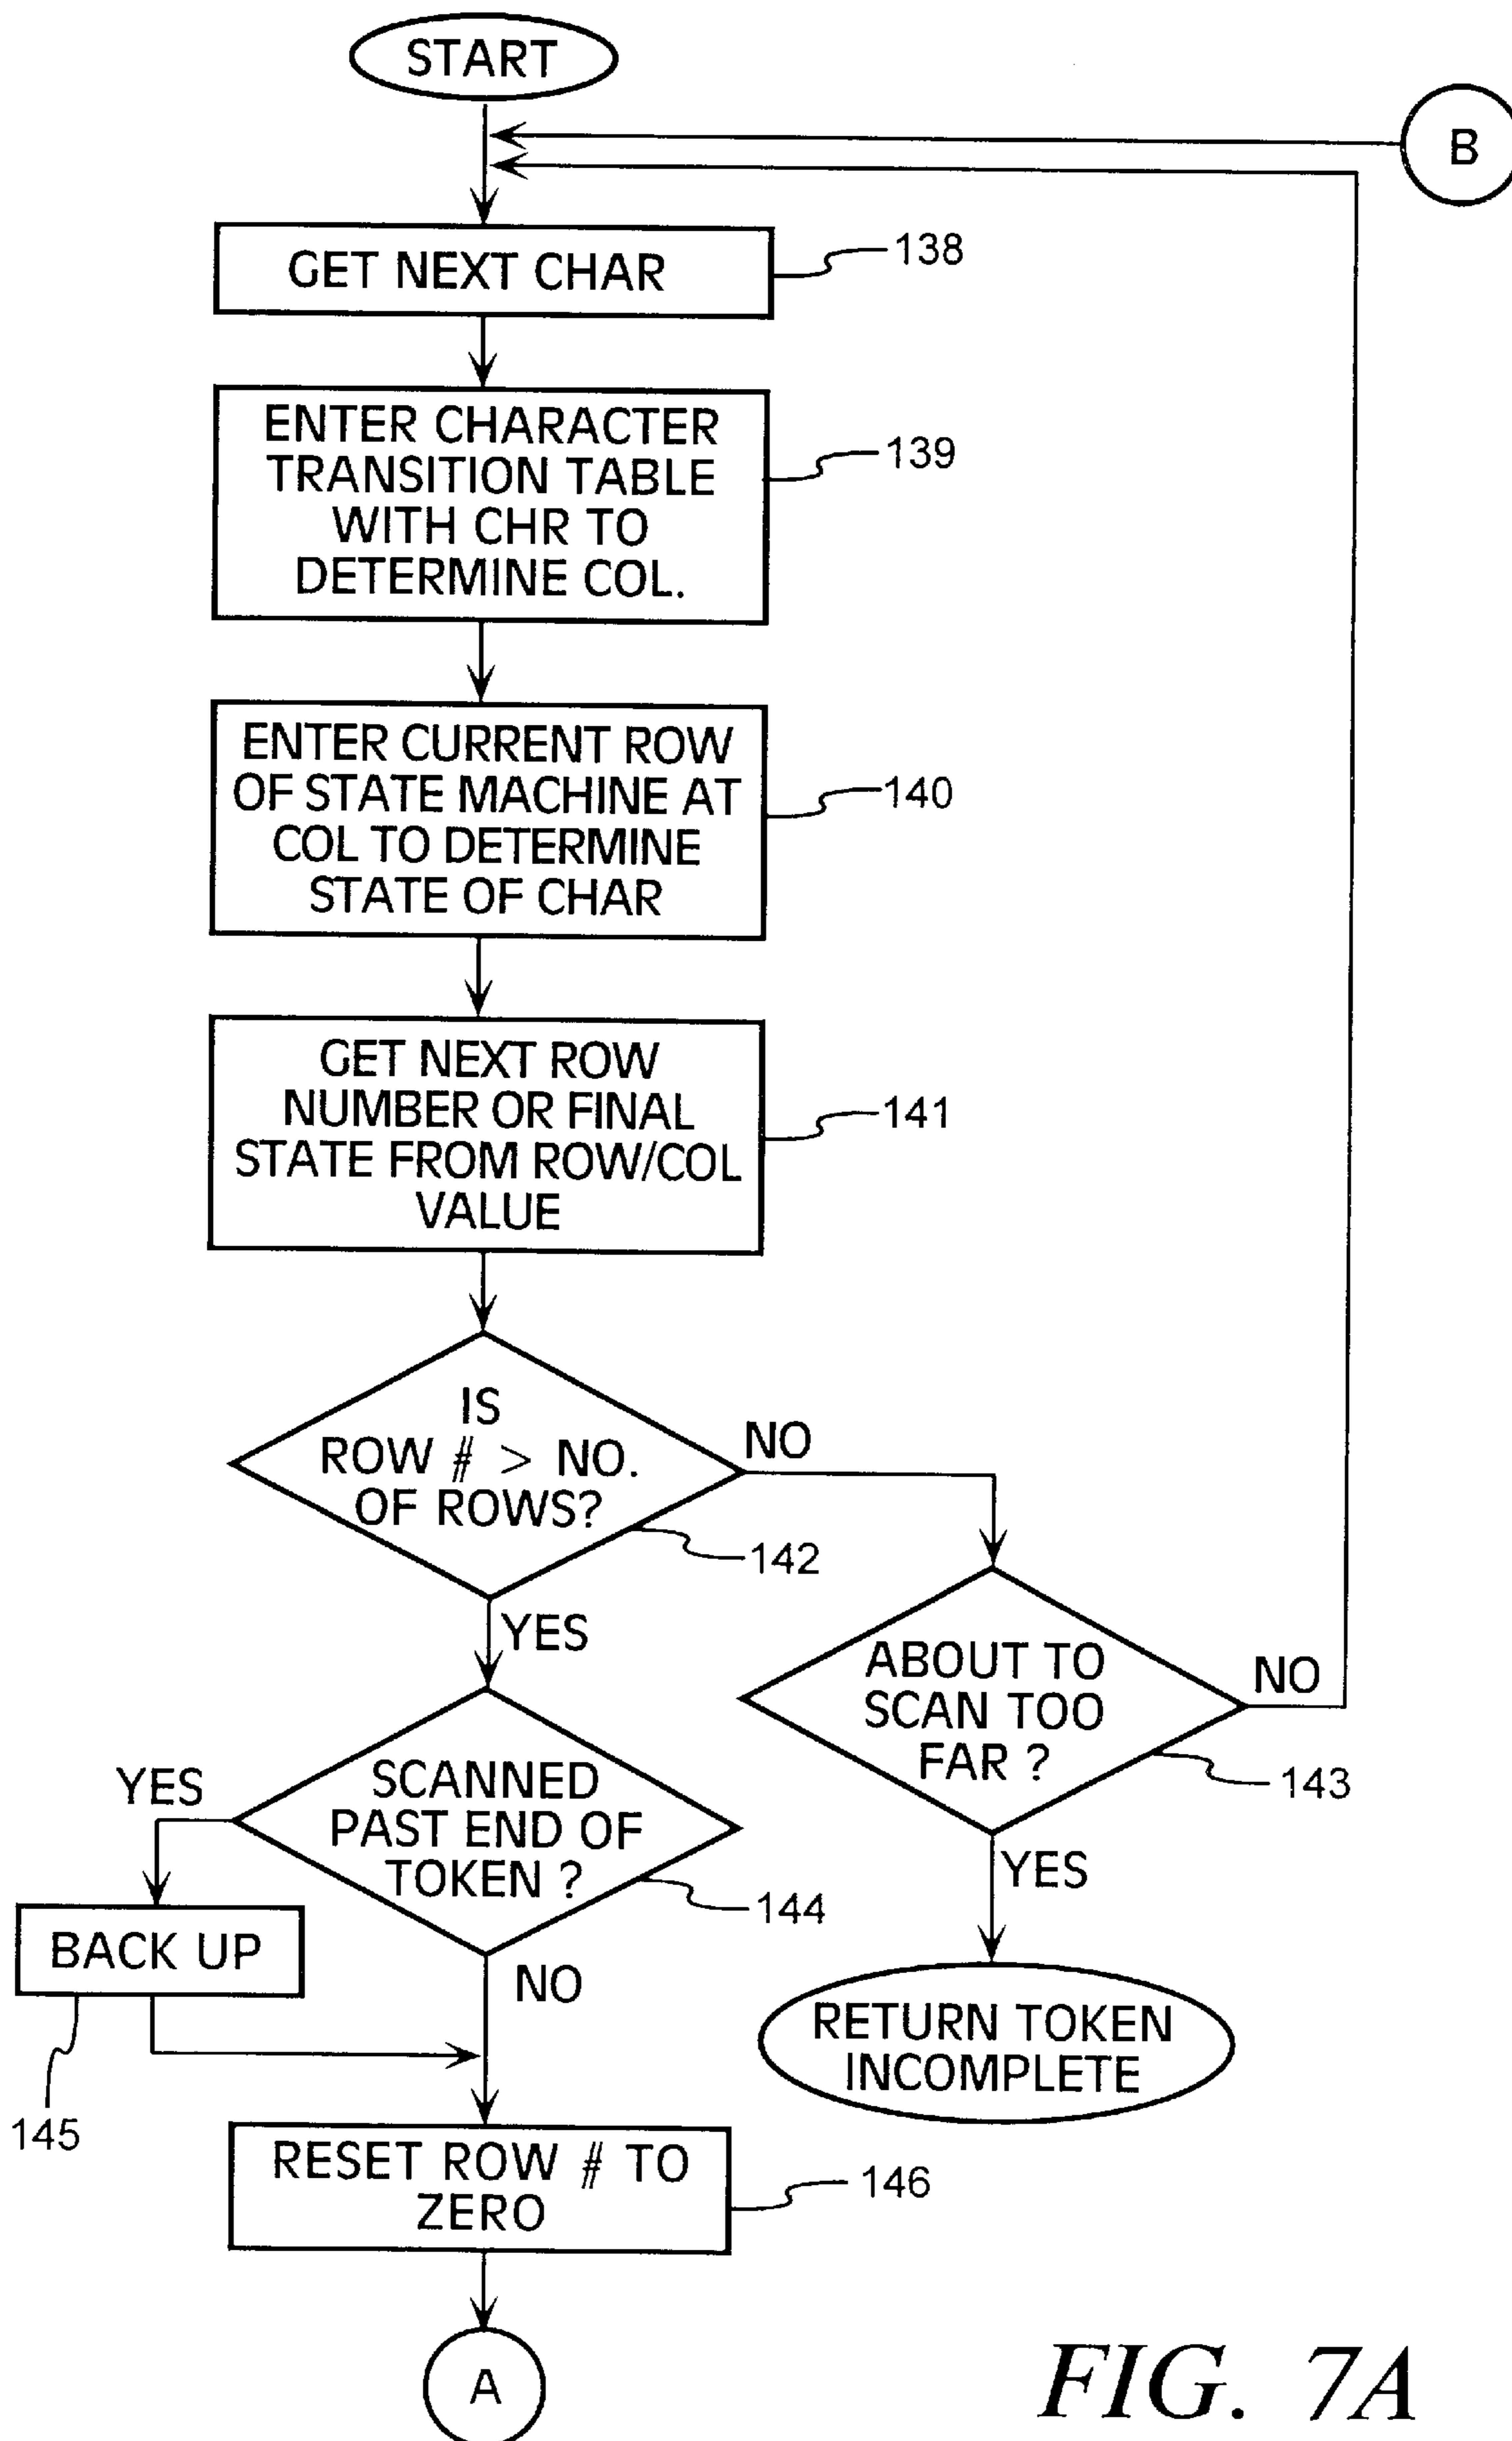 START
B
GET NEXT CHAR
138
ENTER CHARACTER
TRANSITION TABLE
WITH CHR TO
DETERMINE COL.
139
ENTER CURRENT ROW
OF STATE MACHINE AT
COL TO DETERMINE
STATE OF CHAR
140
GET NEXT ROW
NUMBER OR FINAL
STATE FROM ROW/COL
VALUE
141
IS
ROW # > NO.
OF ROWS?
NO
142
YES
ABOUT TO
SCAN TOO
FAR ?
NO
143
YES
SCANNED
PAST END OF
TOKEN ?
YES
144
BACK UP
NO
145
RETURN TOKEN
INCOMPLETE
RESET ROW # TO
ZERO
146
A
FIG. 7A